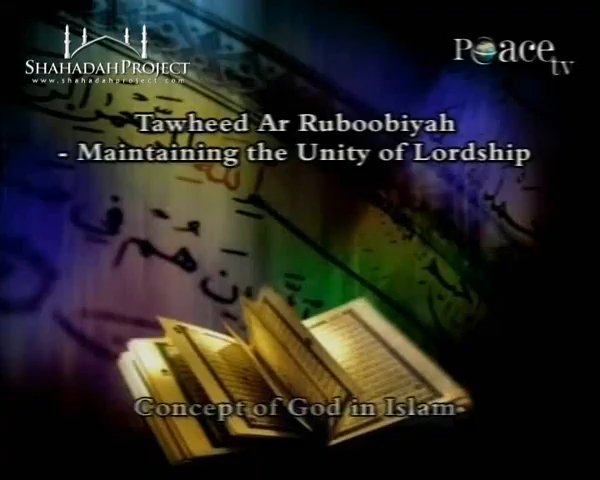 SHAHADAHPROJECT
www.shahadahproject.com
Peace tv
Tawheed Ar Ruboobiyah
- Maintaining the Unity of Lordship
هُمْ فِي
Concept of God in Islam